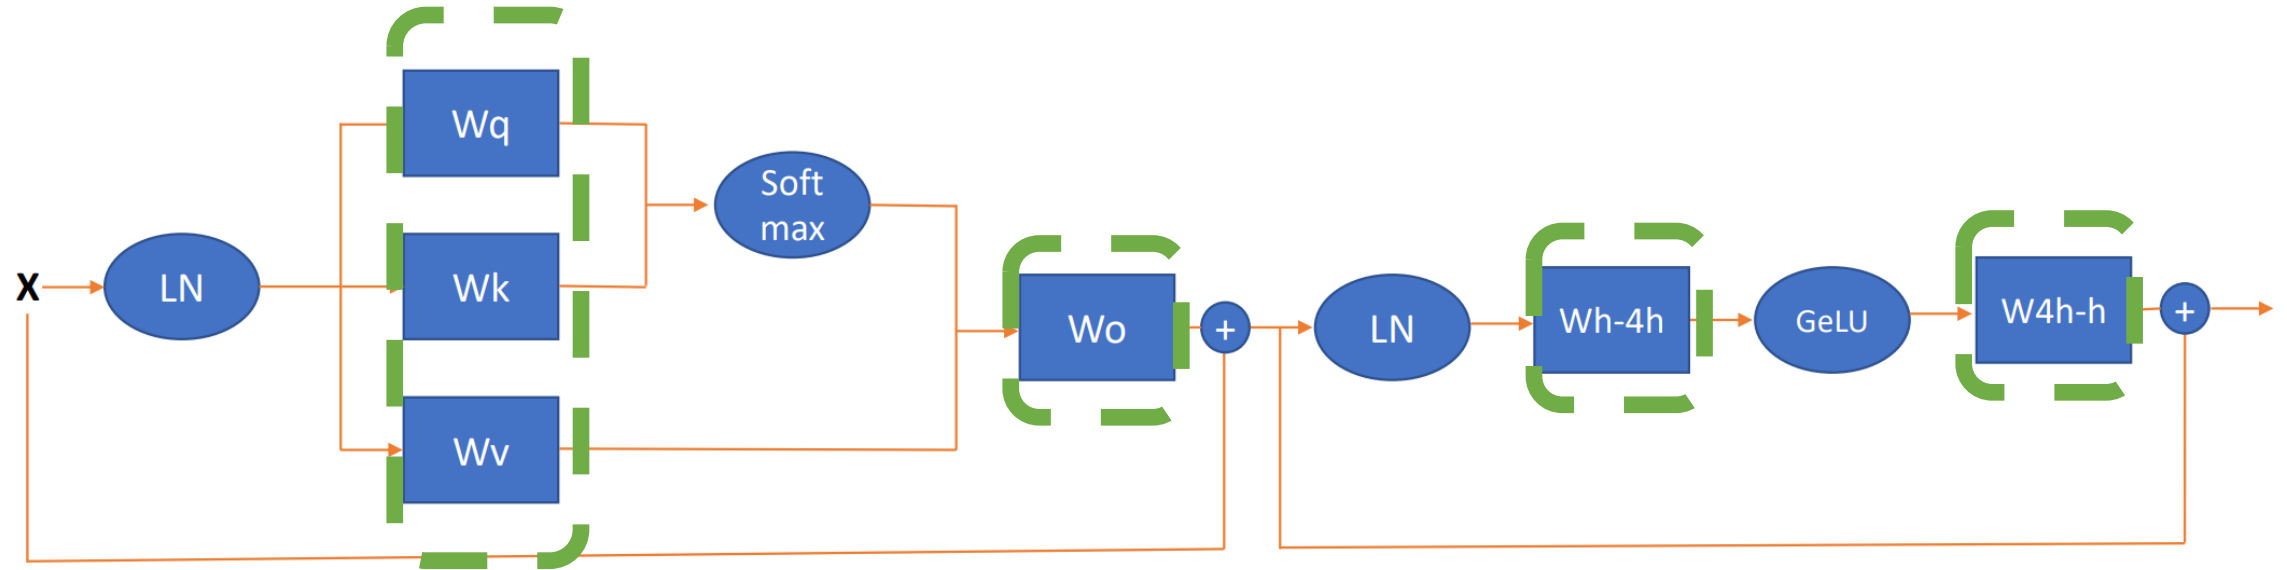 X
LN
Wq
Wk
Wv
Soft
max
Wo
+
LN
Wh-4h
GeLU
W4h-h
+